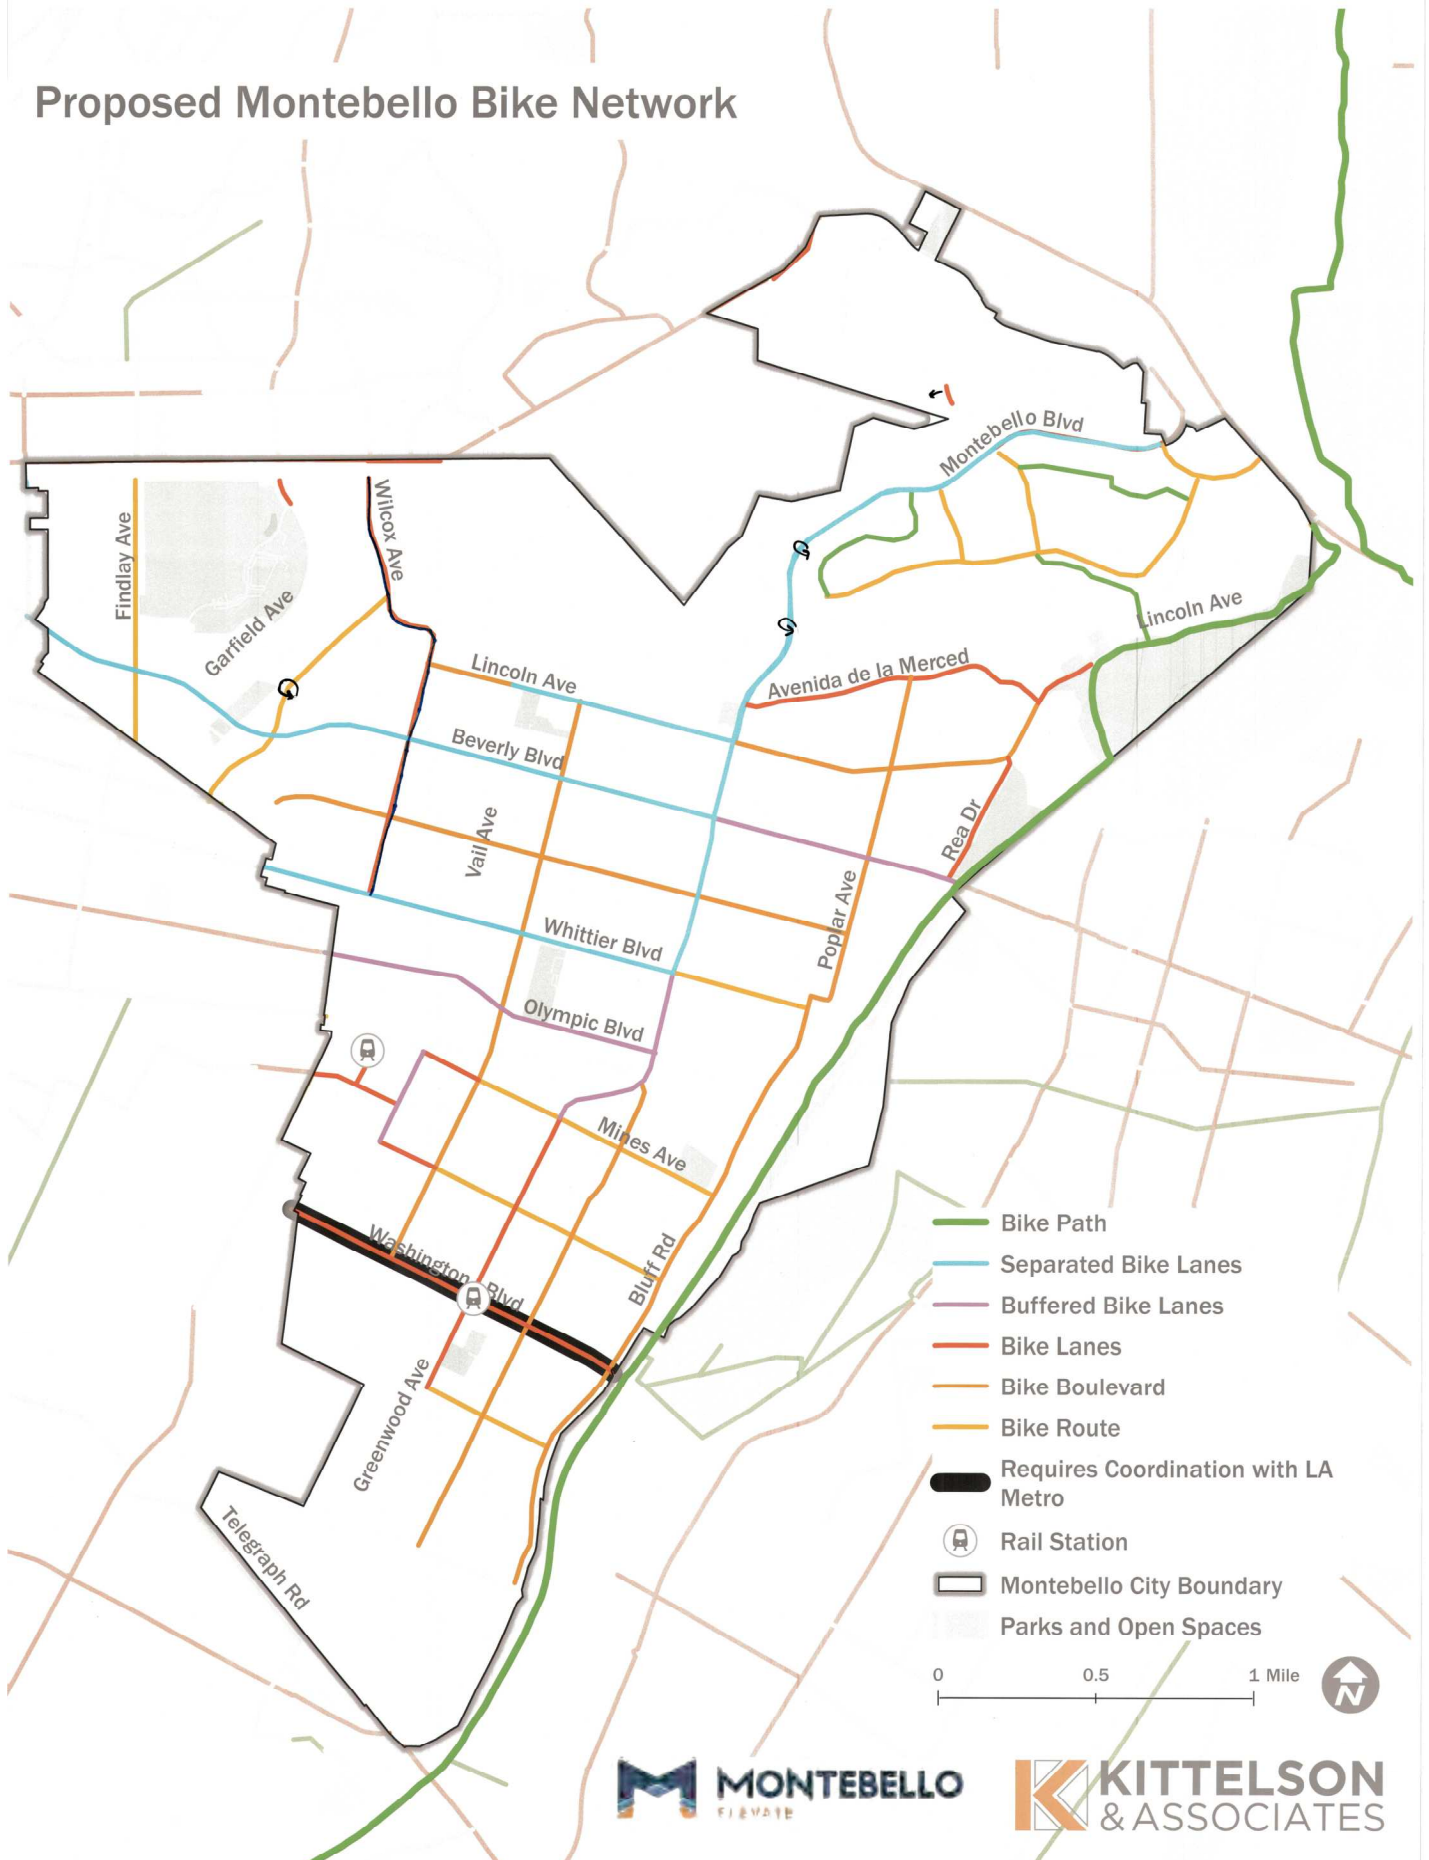 Proposed Montebello Bike Network
Montebello Blvd
Wilcox Ave
Findlay Ave
Garfield Ave
Lincoln Ave
Lincoln Ave
Avenida de la Merced
Beverly Blvd
Vail Ave
Rea Dr
Poplar Ave
Whittier Blvd
Olympic Blvd
Mines Ave
Washington Blvd
Bluff Rd
Greenwood Ave
Telegraph Rd
Bike Path
Separated Bike Lanes
Buffered Bike Lanes
Bike Lanes
Bike Boulevard
Bike Route
Requires Coordination with LA
Metro
Rail Station
Montebello City Boundary
Parks and Open Spaces
0 0.5 1 Mile
N
MONTEBELLO
ELEVATE
KITTELSON
& ASSOCIATES